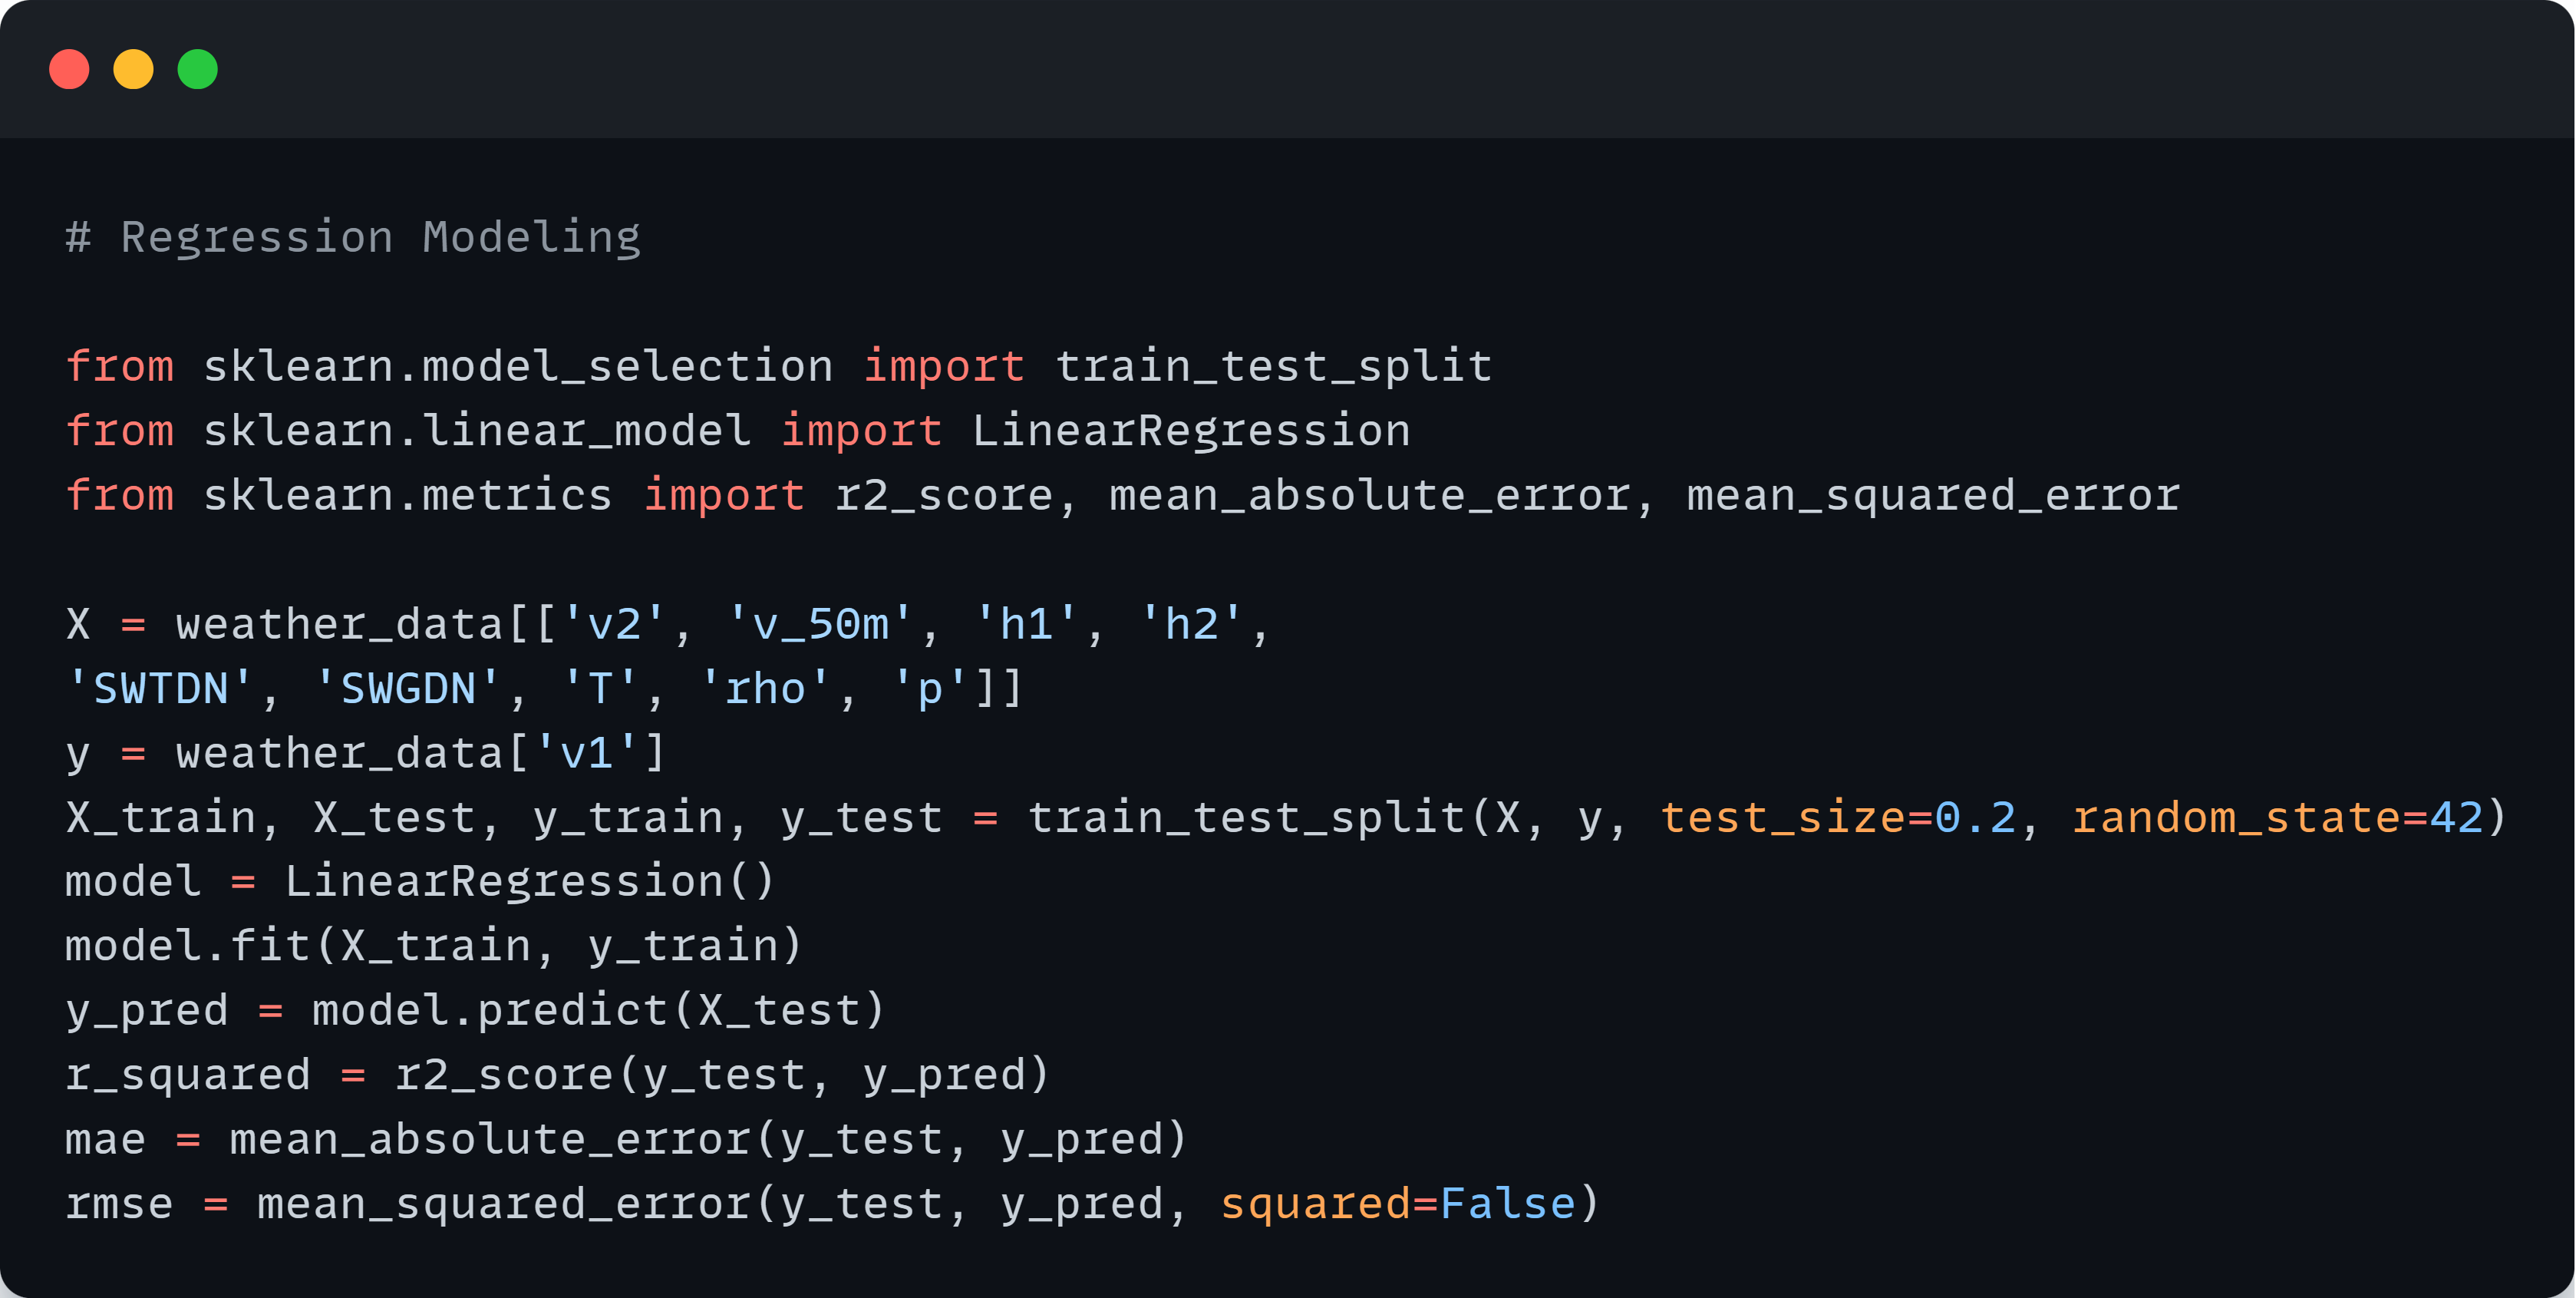 # Regression Modeling
from sklearn.model_selection import train_test_split
from sklearn.linear_model import LinearRegression
from sklearn.metrics import r2_score, mean_absolute_error, mean_squared_error
X = weather_data[['v2', 'v_50m', 'h1', 'h2',
'SWTDN', 'SWGDN', 'T', 'rho', 'p']]
y = weather_data['v1']
X_train, X_test, y_train, y_test = train_test_split(X, y, test_size=0.2, random_state=42)
model = LinearRegression()
model.fit(X_train, y_train)
y_pred = model.predict(X_test)
r_squared = r2_score(y_test, y_pred)
mae = mean_absolute_error(y_test, y_pred)
rmse = mean_squared_error(y_test, y_pred, squared=False)